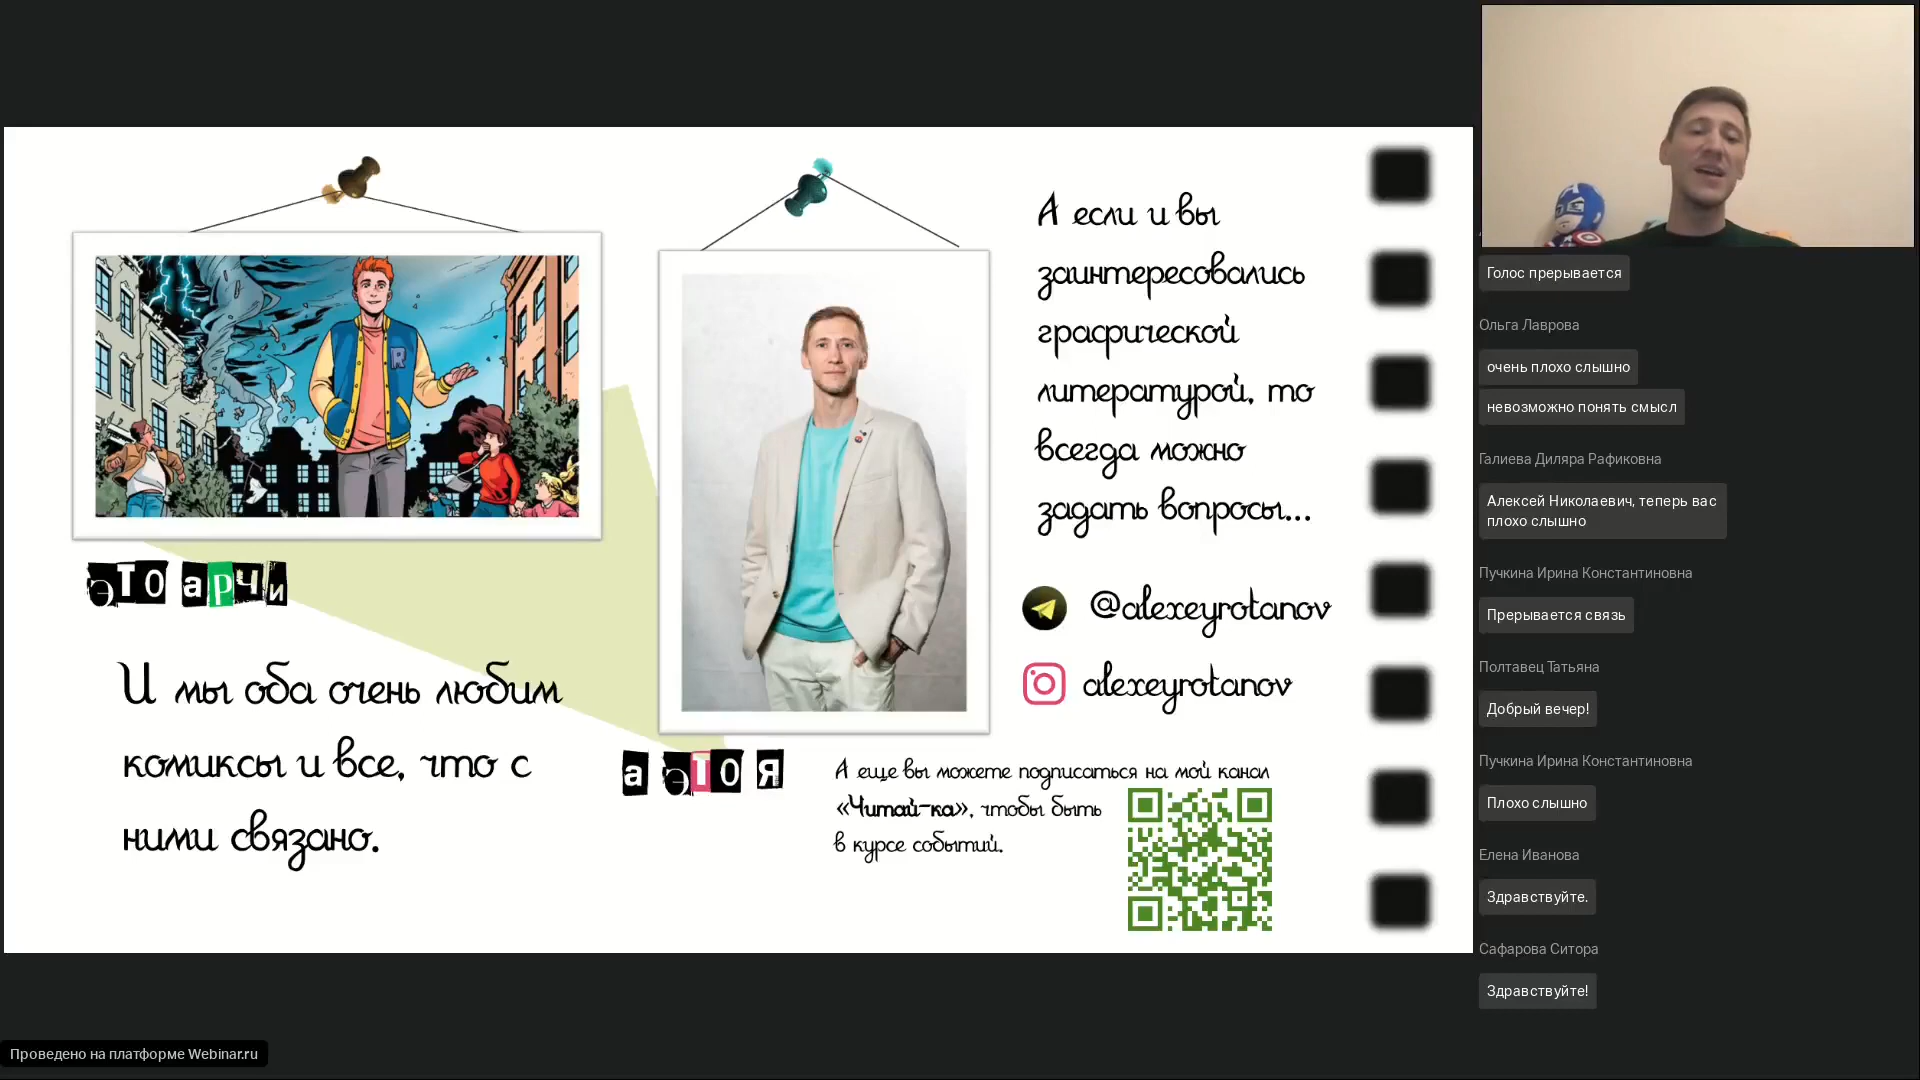 R
это арчи
И мы оба очень любим
комиксы и все, что с
ними связано.
а это я
А если и вы
заинтересовались
графической
литературой, то
всегда можно
задать вопросы...
@alexeyrotanov
alexeyrotanov
А еще вы можете подписаться на мой канал
«Читай-ка», чтобы быть
в курсе событий.
A
Голос прерывается
Ольга Лаврова
очень плохо слышно
невозможно понять смысл
Галиева Диляра Рафиковна
Алексей Николаевич, теперь вас
плохо слышно
Пучкина Ирина Константиновна
Прерывается связь
Полтавец Татьяна
Добрый вечер!
Пучкина Ирина Константиновна
Плохо слышно
Елена Иванова
Здравствуйте.
Сафарова Ситора
Здравствуйте!
Проведено на платформе Webinar.ru